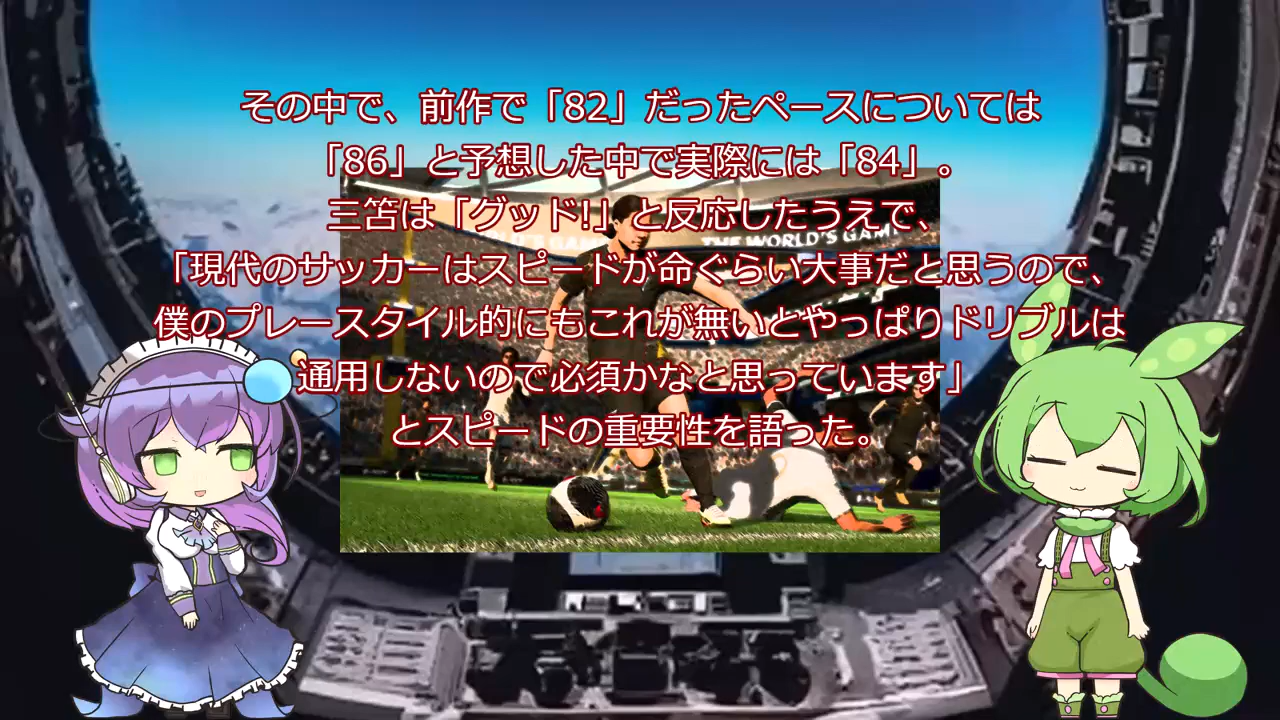 その中で、前作で「82」だったペースについては
「86」と予想した中で実際には「84」。
三笘は「グッド!」と反応したうえで、
「現代のサッカーはスピードが命ぐらい大事だと思うので、
僕のプレースタイル的にもこれが無いとやっぱりドリブルは
通用しないので必須かなと思っています」
とスピードの重要性を語った。
THE WORLD'S GAM